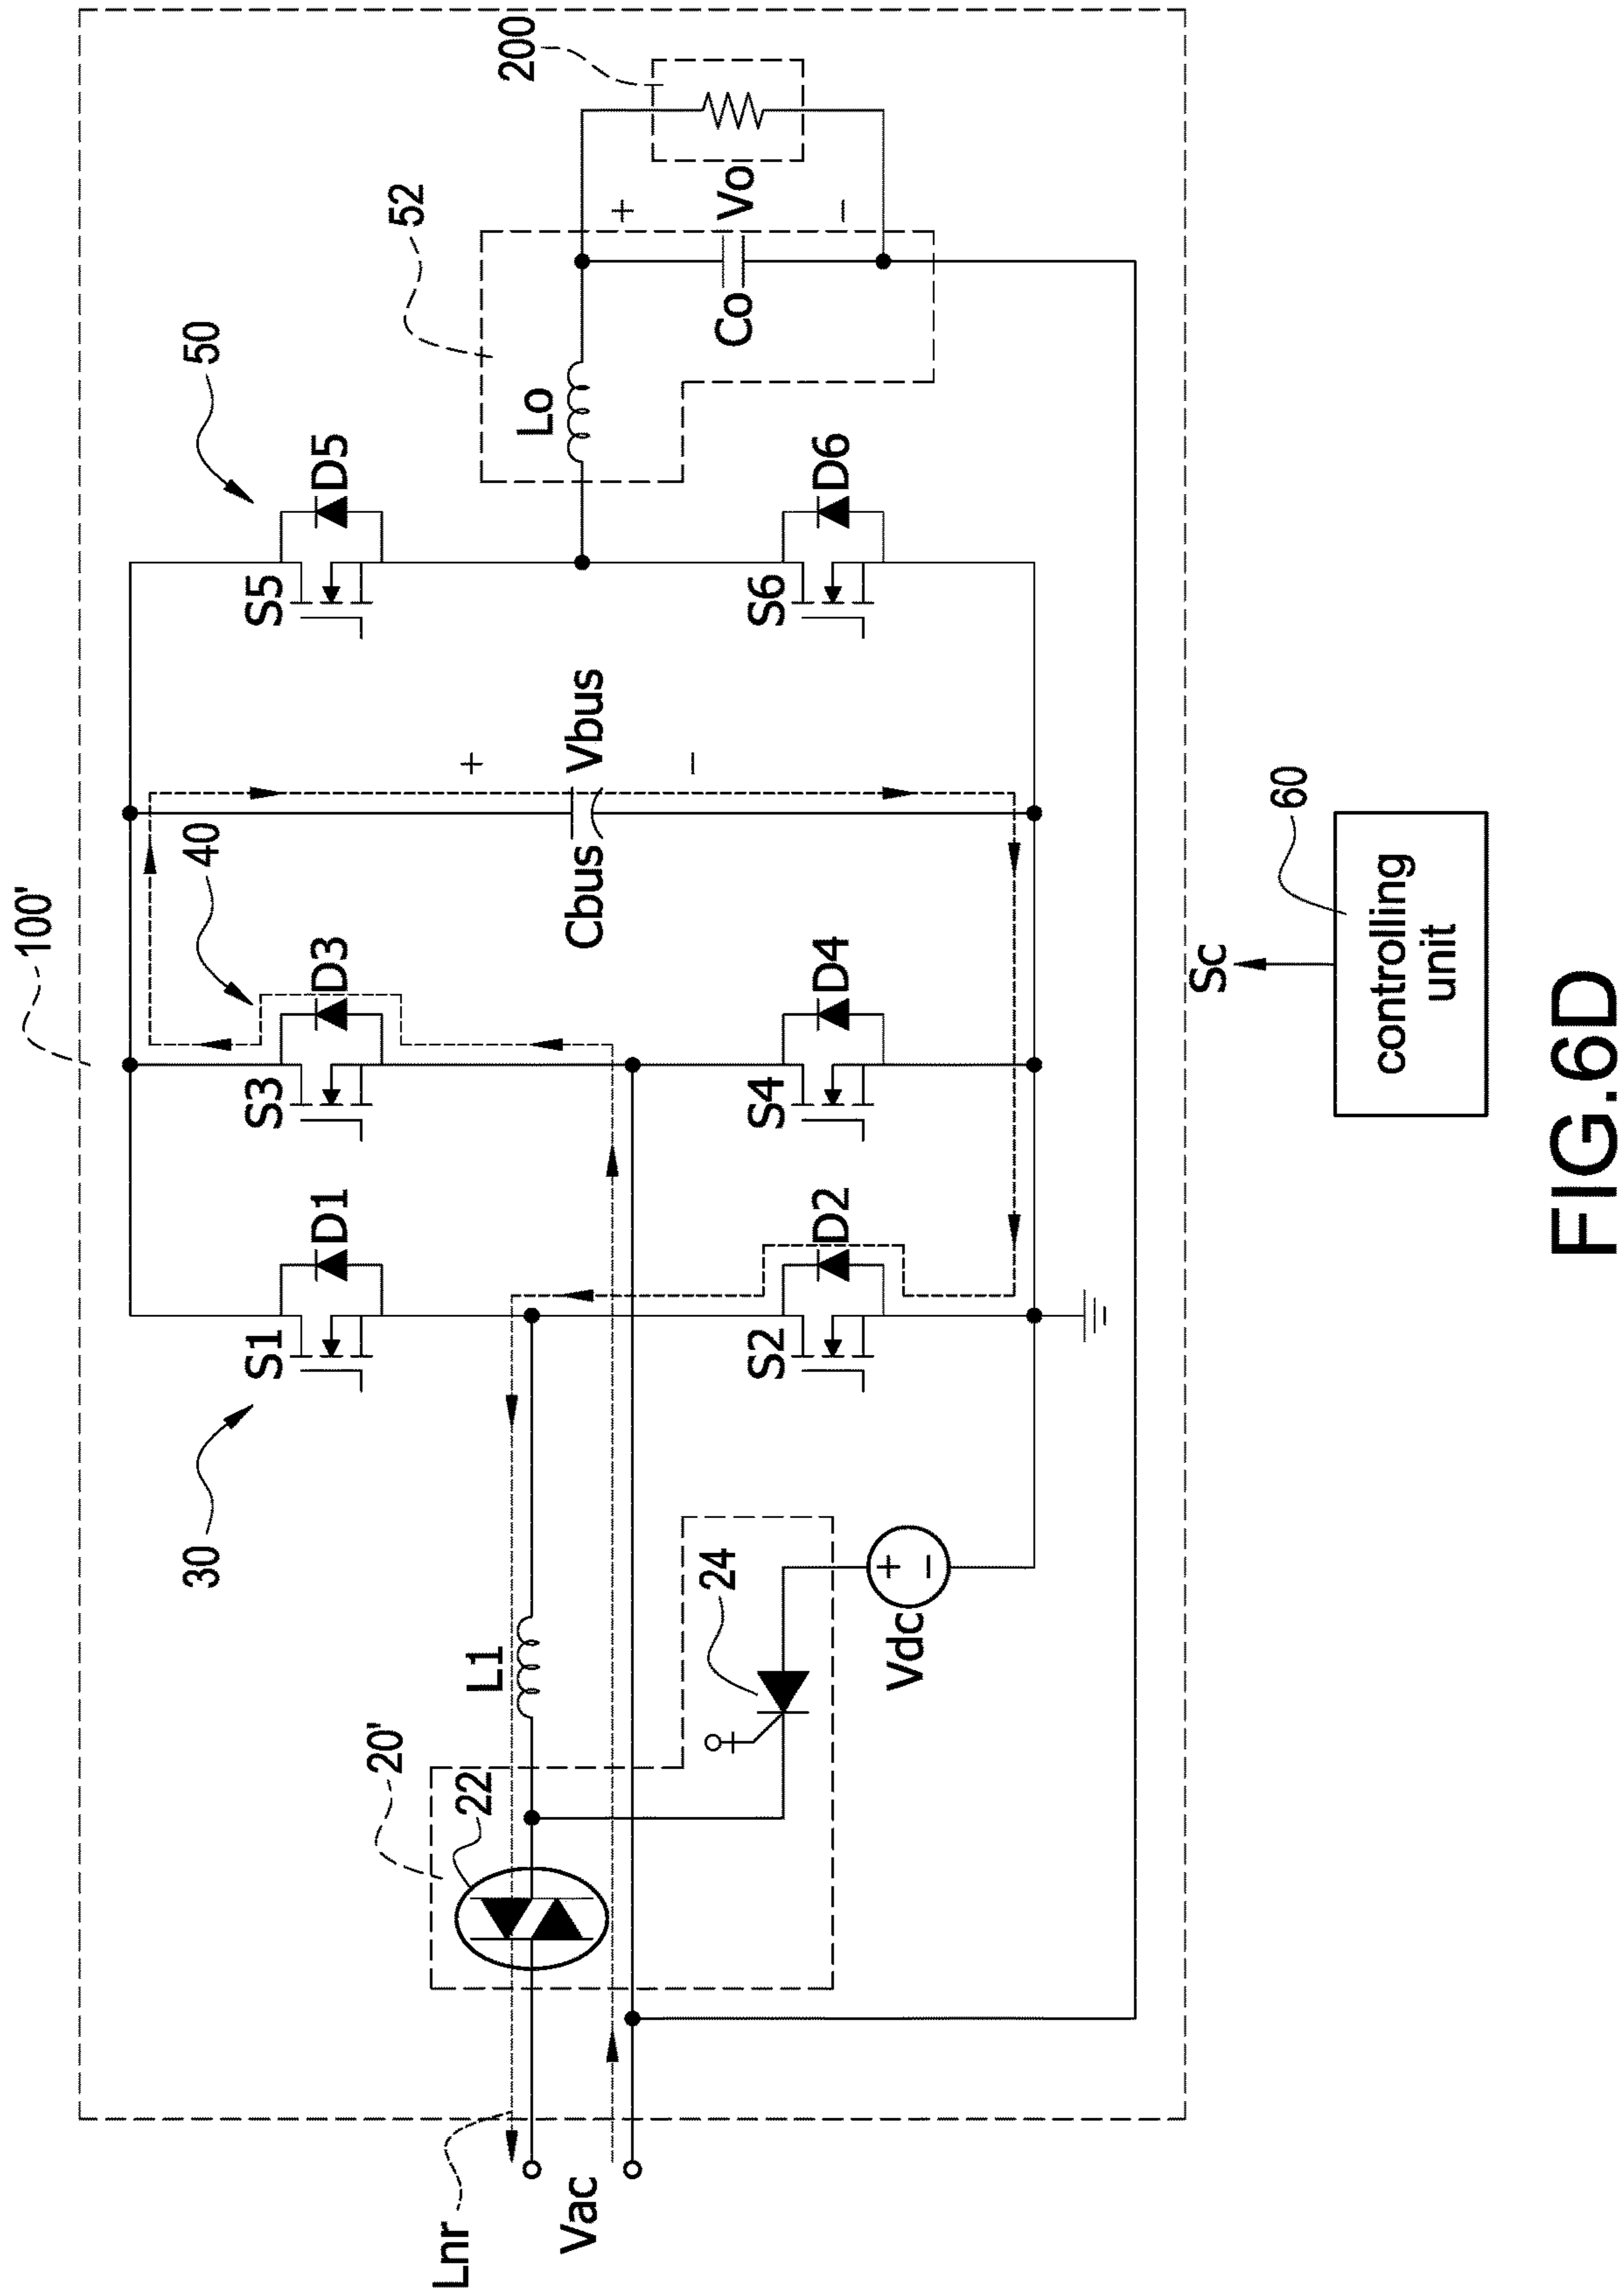 100'
30
40
50
52
200
S1
D1
S3
D3
S5
D5
Lnr
20'
22
L1
Lo
+
Cbus
Vbus
+
−
Vac
24
Co
Vo
−
S2
D2
S4
D4
S6
D6
Vdc
+
−
Sc
60
controlling
unit
FIG.6D